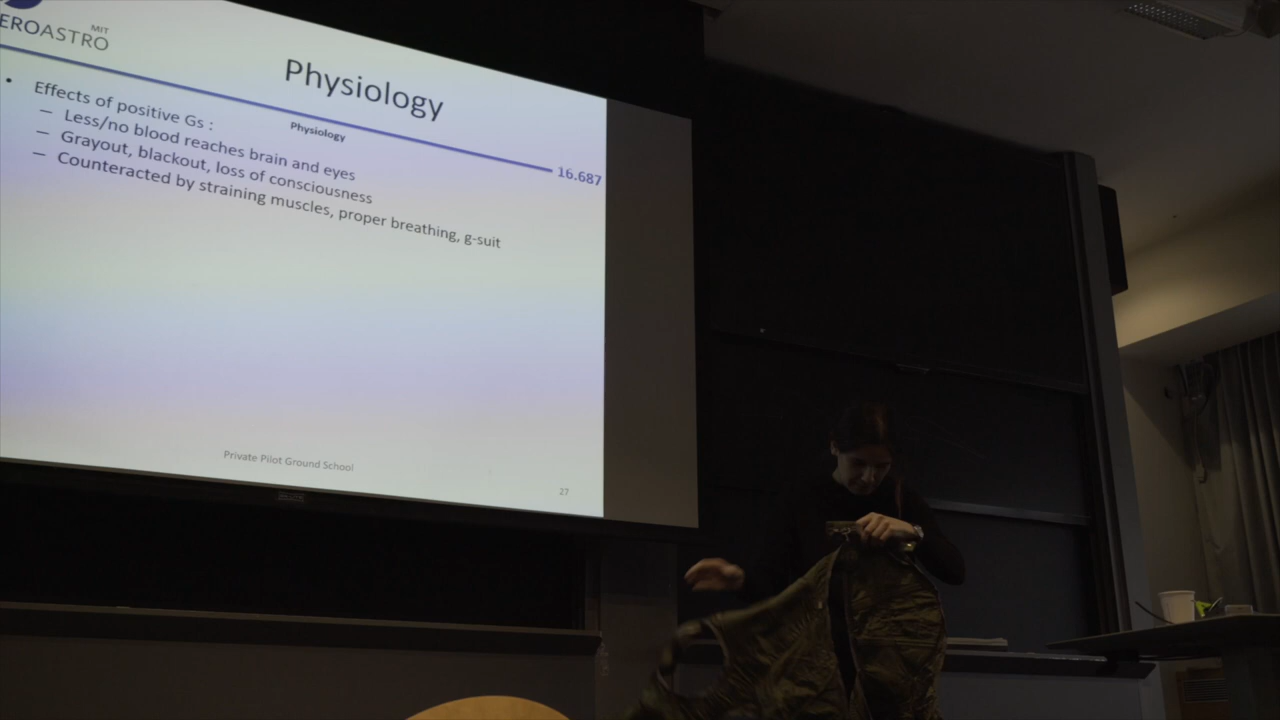 MIT
EROASTRO
Physiology
Physiology
16.687
• Effects of positive Gs :
– Less/no blood reaches brain and eyes
– Grayout, blackout, loss of consciousness
– Counteracted by straining muscles, proper breathing, g-suit
Private Pilot Ground School
27